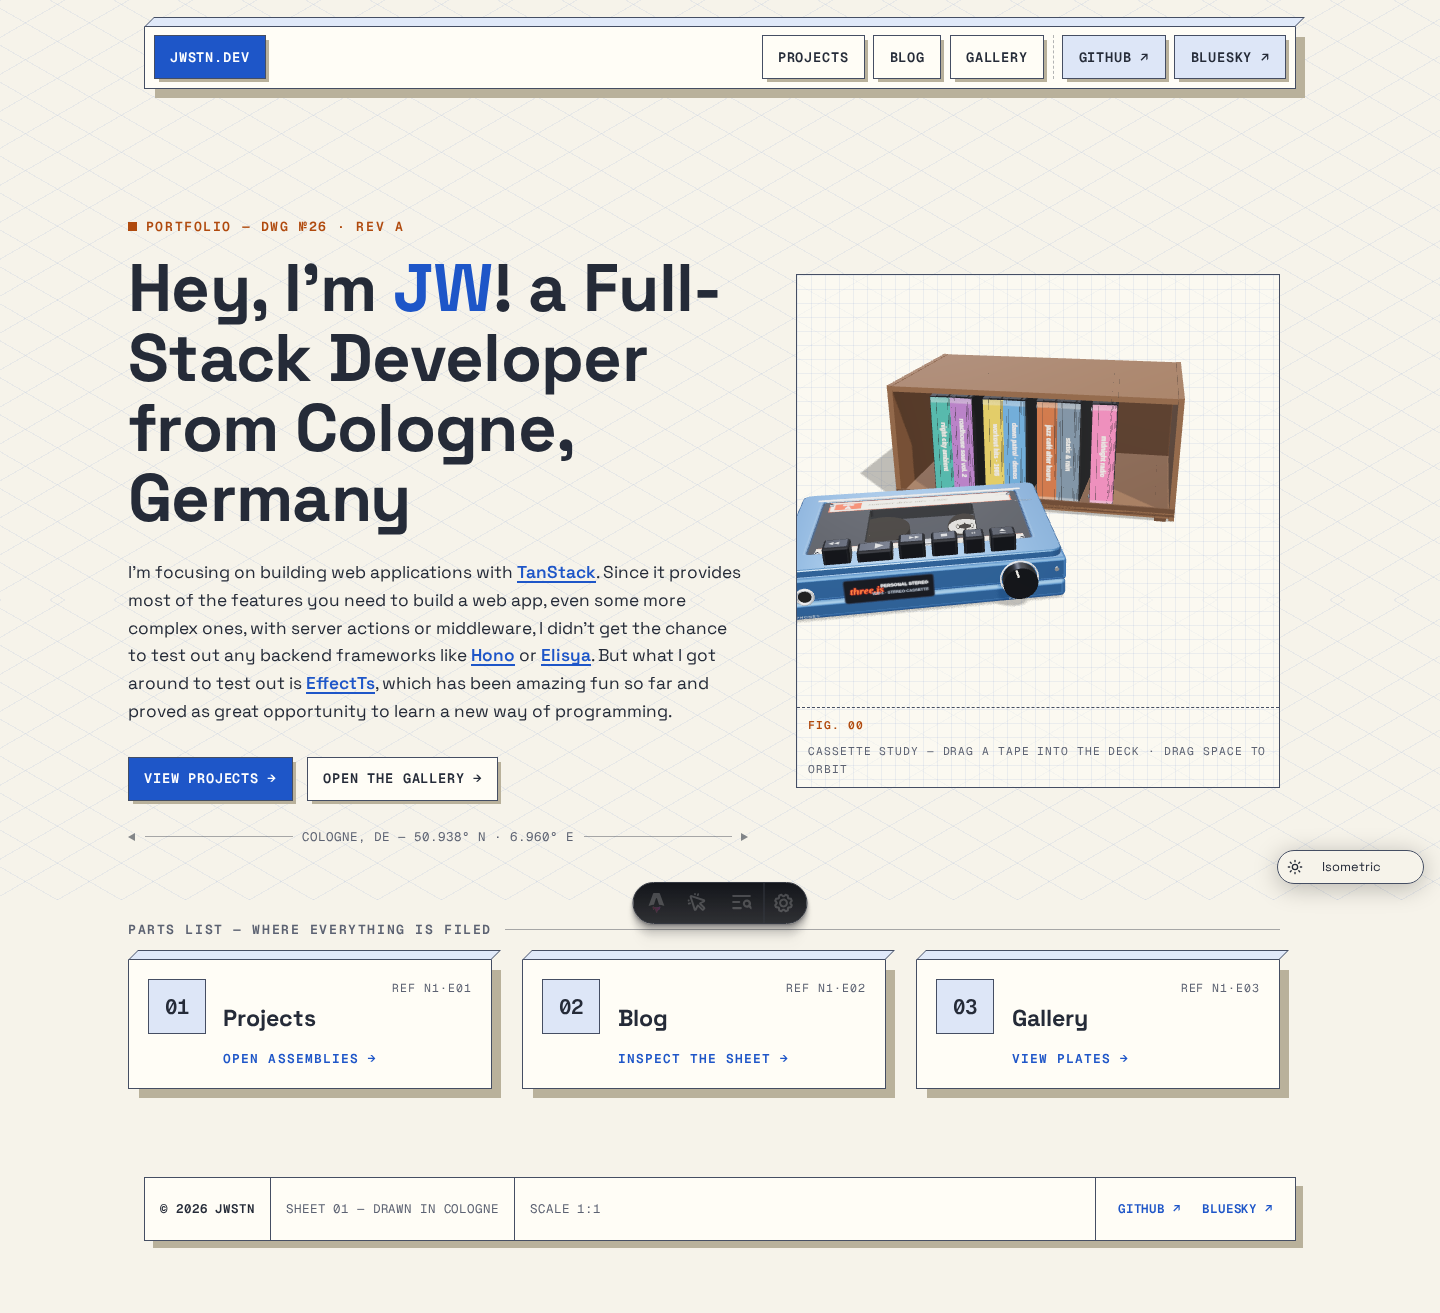 JWSTN.DEV
PROJECTS
BLOG
GALLERY
GITHUB ↗
BLUESKY ↗
PORTFOLIO — DWG №26 · REV A
Hey, I’m JW! a Full-
Stack Developer
from Cologne,
Germany
I’m focusing on building web applications with TanStack. Since it provides
most of the features you need to build a web app, even some more
complex ones, with server actions or middleware, I didn’t get the chance
to test out any backend frameworks like Hono or Elisya. But what I got
around to test out is EffectTs, which has been amazing fun so far and
proved as great opportunity to learn a new way of programming.
VIEW PROJECTS →
OPEN THE GALLERY →
COLOGNE, DE — 50.938° N · 6.960° E
three.js
PERSONAL STEREO
FIG. 00
CASSETTE STUDY — DRAG A TAPE INTO THE DECK · DRAG SPACE TO
ORBIT
Isometric
PARTS LIST — WHERE EVERYTHING IS FILED
01
REF N1·E01
Projects
OPEN ASSEMBLIES →
02
REF N1·E02
Blog
INSPECT THE SHEET →
03
REF N1·E03
Gallery
VIEW PLATES →
© 2026 JWSTN
SHEET 01 — DRAWN IN COLOGNE
SCALE 1:1
GITHUB ↗
BLUESKY ↗